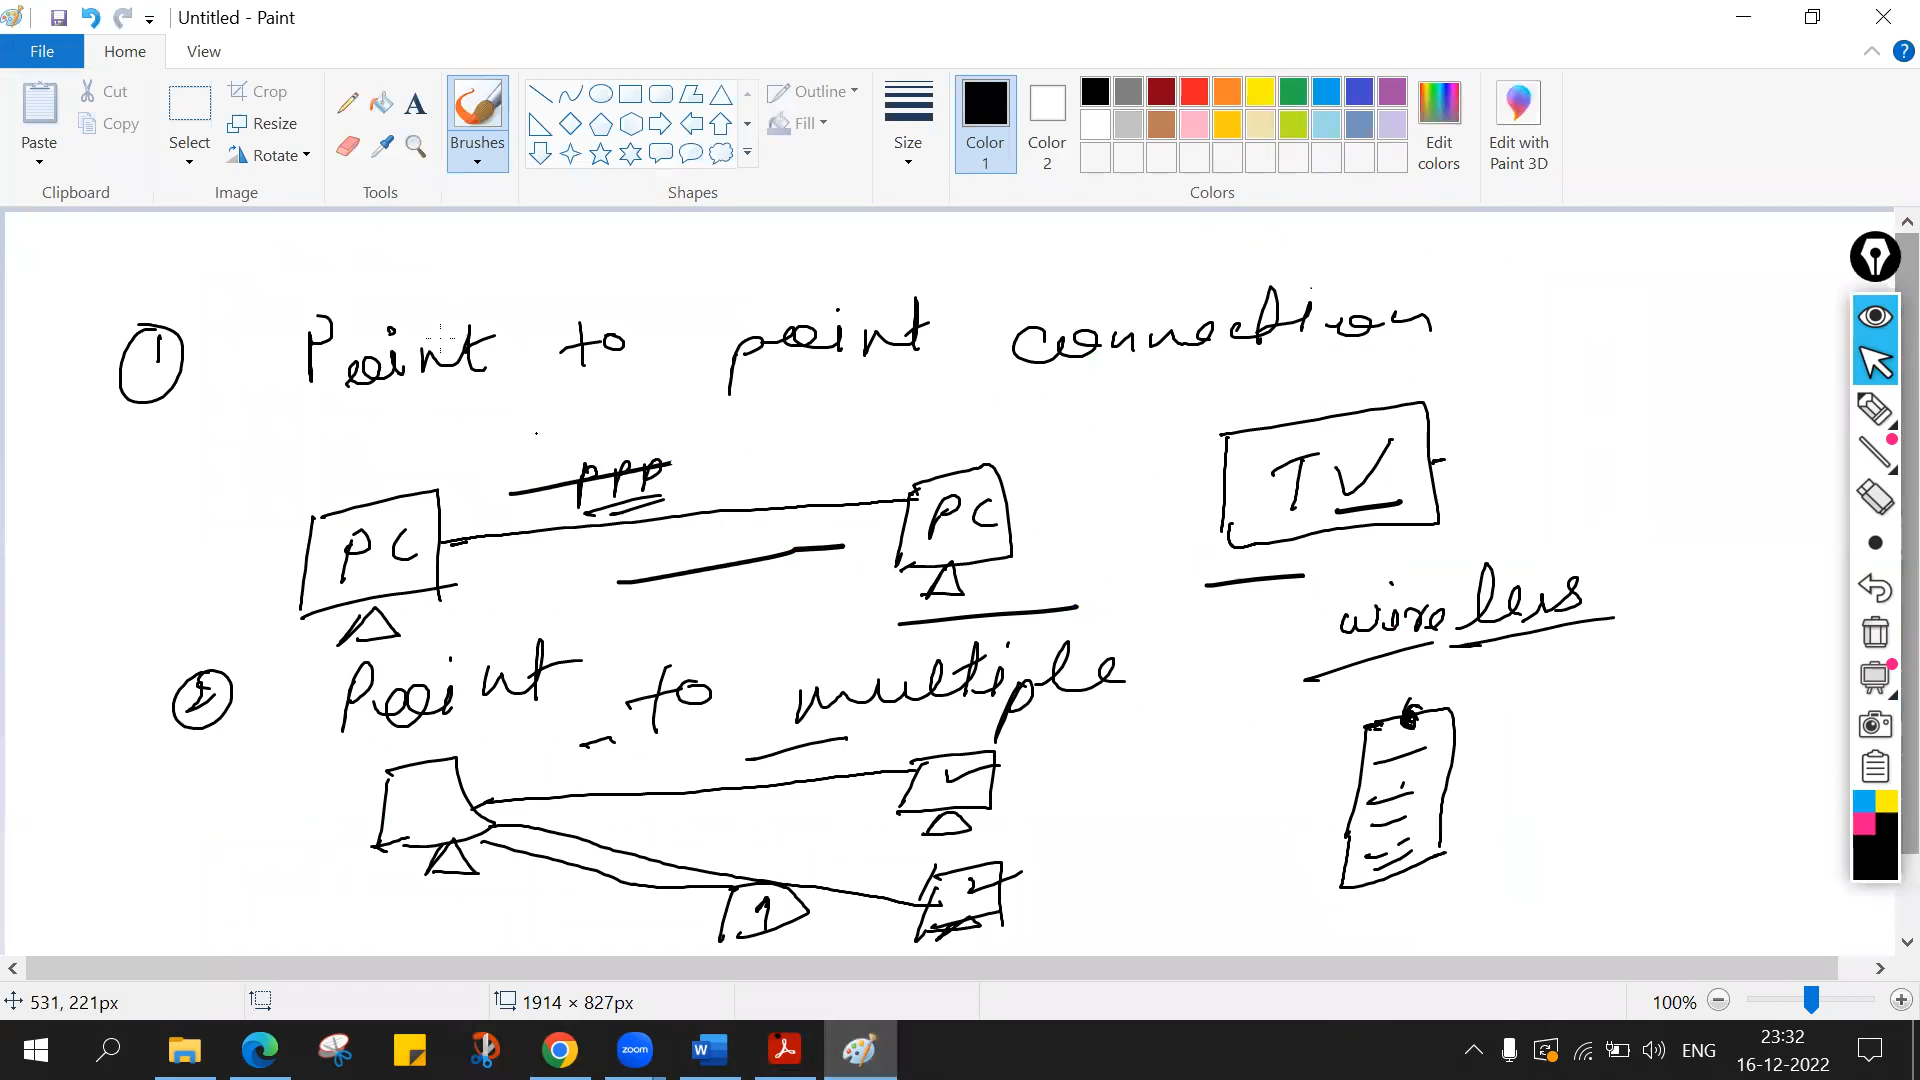 Untitled - Paint
File Home View
Paste
Cut
Copy
Clipboard
Select
Crop
Resize
Rotate
Image
A
Tools
Brushes
Shapes
Outline
Fill
Size
Color 1
Color 2
Edit colors
Colors
Edit with Paint 3D
?
① Point to point connection
PPP
PC
PC
TV
wireless
② Point to multiple
1
2
531, 221px
1914 × 827px
100%
zoom
W
ENG
23:32
16-12-2022